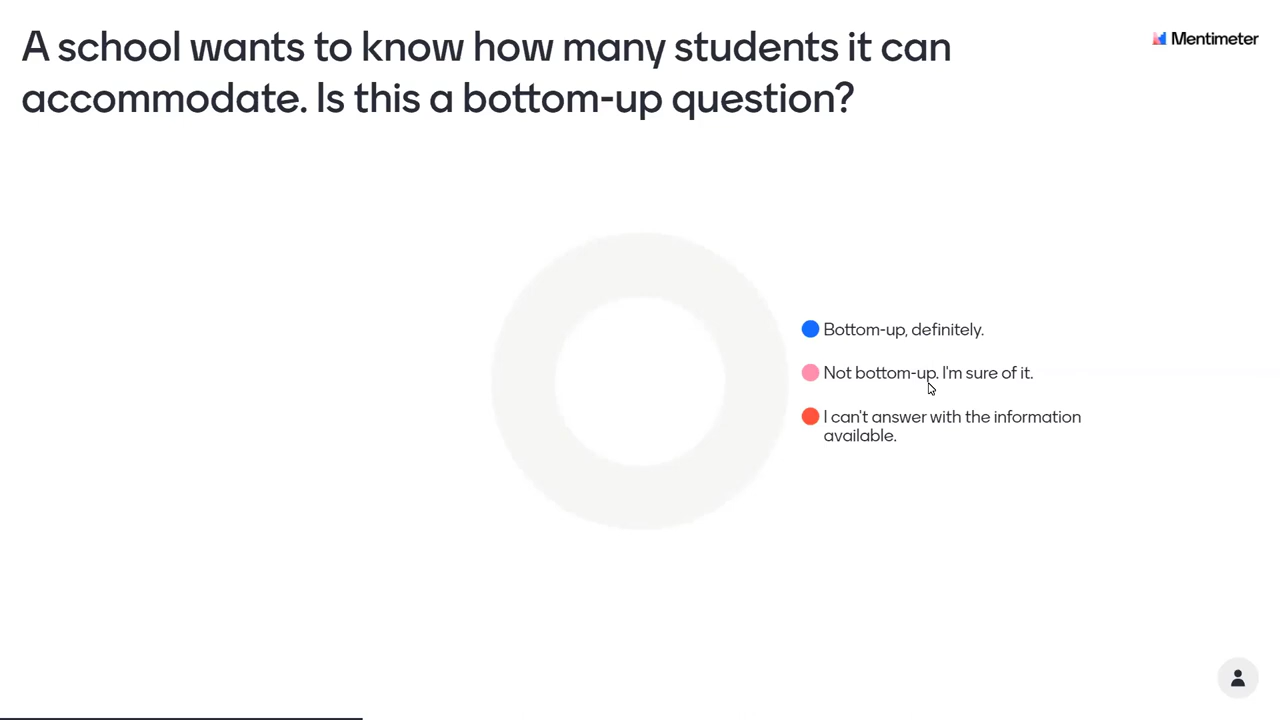 A school wants to know how many students it can
accommodate. Is this a bottom-up question?
Mentimeter
Bottom-up, definitely.
Not bottom-up. I'm sure of it.
I can't answer with the information
available.